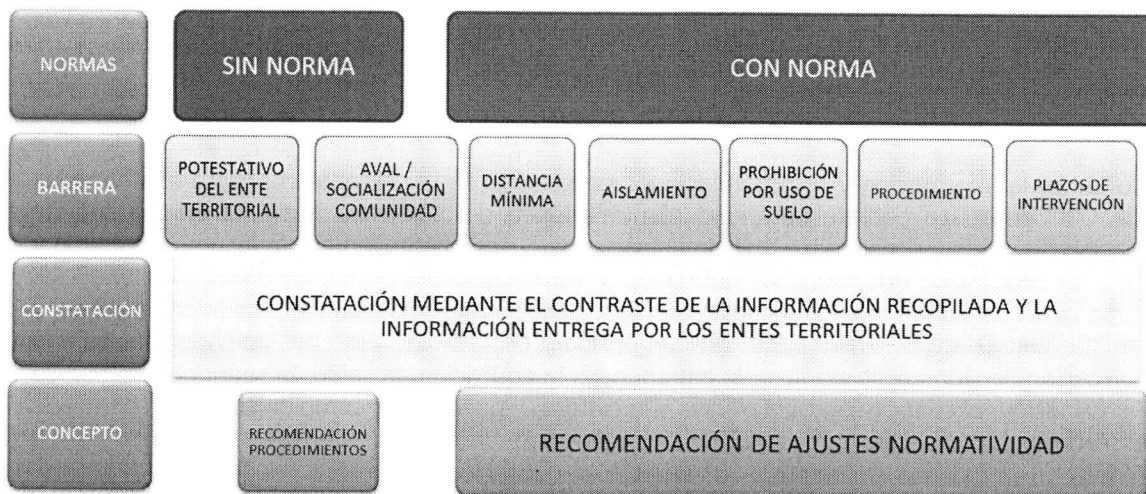 NORMAS
SIN NORMA
CON NORMA
BARRERA
POTESTATIVO
DEL ENTE
TERRITORIAL
AVAL /
SOCIALIZACIÓN
COMUNIDAD
DISTANCIA
MÍNIMA
AISLAMIENTO
PROHIBICIÓN
POR USO DE
SUELO
PROCEDIMIENTO
PLAZOS DE
INTERVENCIÓN
CONSTATACIÓN
CONSTATACIÓN MEDIANTE EL CONTRASTE DE LA INFORMACIÓN RECOPILADA Y LA
INFORMACIÓN ENTREGA POR LOS ENTES TERRITORIALES
CONCEPTO
RECOMENDACIÓN
PROCEDIMIENTOS
RECOMENDACIÓN DE AJUSTES NORMATIVIDAD